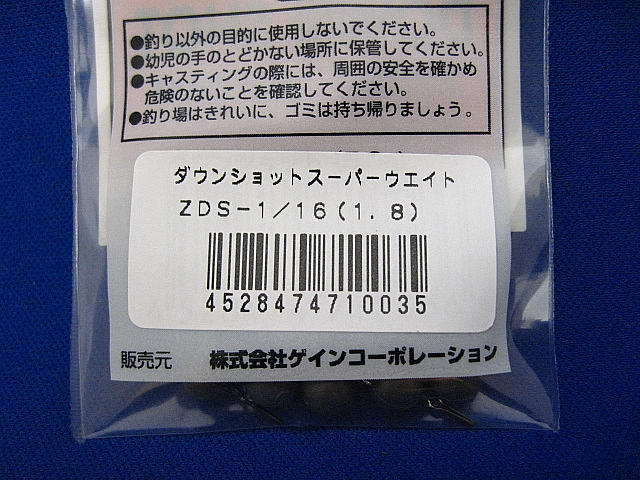 ●釣り以外の目的に使用しないでください。
●幼児の手のとどかない場所に保管してください。
●キャスティングの際には、周囲の安全を確かめ
危険のないことを確認してください。
●釣り場はきれいに、ゴミは持ち帰りましょう。
ダウンショットスーパーウエイト
ZDS-1/16(1.8)
4528474710035
販売元 株式会社ゲインコーポレーション